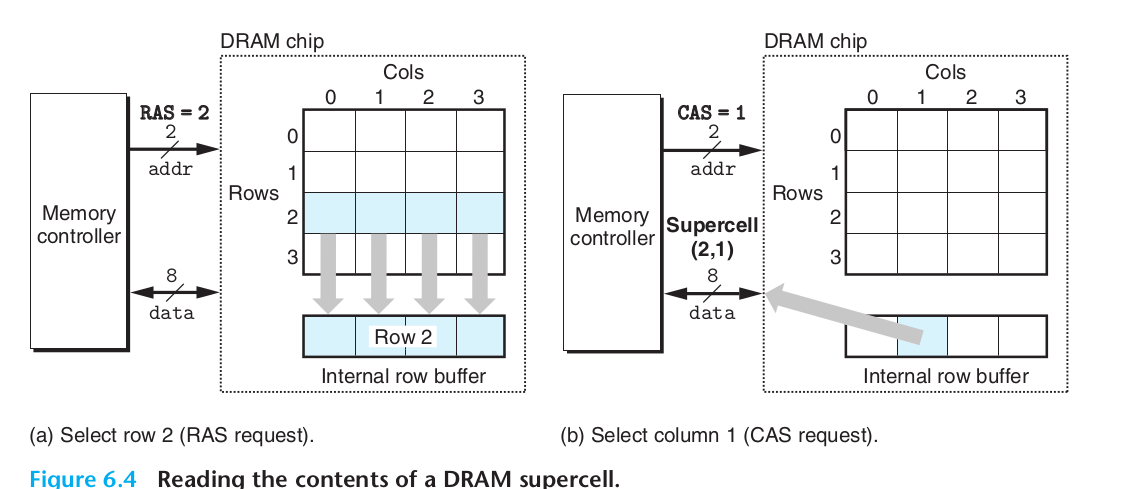 DRAM chip
Cols
0 1 2 3
RAS = 2
2
addr
Rows
0
1
2
3
Memory
controller
8
data
Row 2
Internal row buffer
(a) Select row 2 (RAS request).
DRAM chip
Cols
0 1 2 3
CAS = 1
2
addr
Rows
0
1
2
3
Memory
controller
Supercell
(2,1)
8
data
Internal row buffer
(b) Select column 1 (CAS request).
Figure 6.4 Reading the contents of a DRAM supercell.